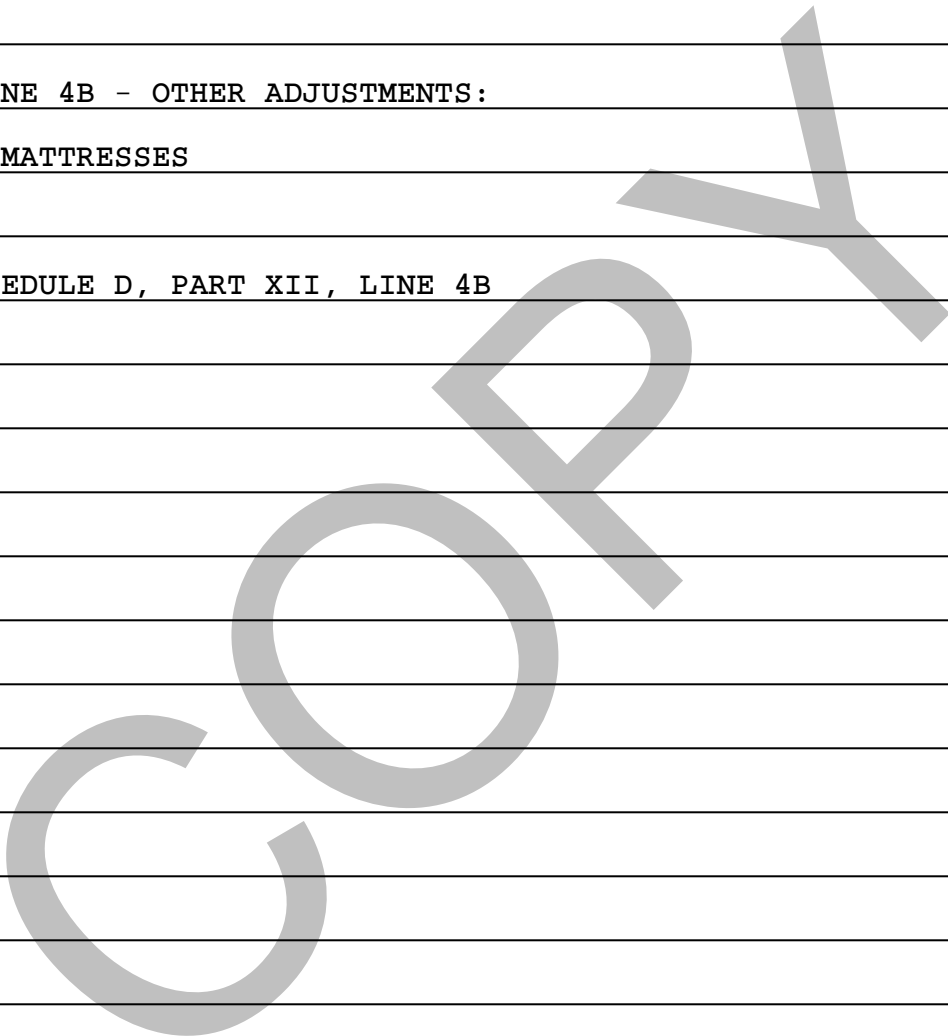 NE 4B - OTHER ADJUSTMENTS:
MATTRESSES
EDULE D, PART XII, LINE 4B
COPY